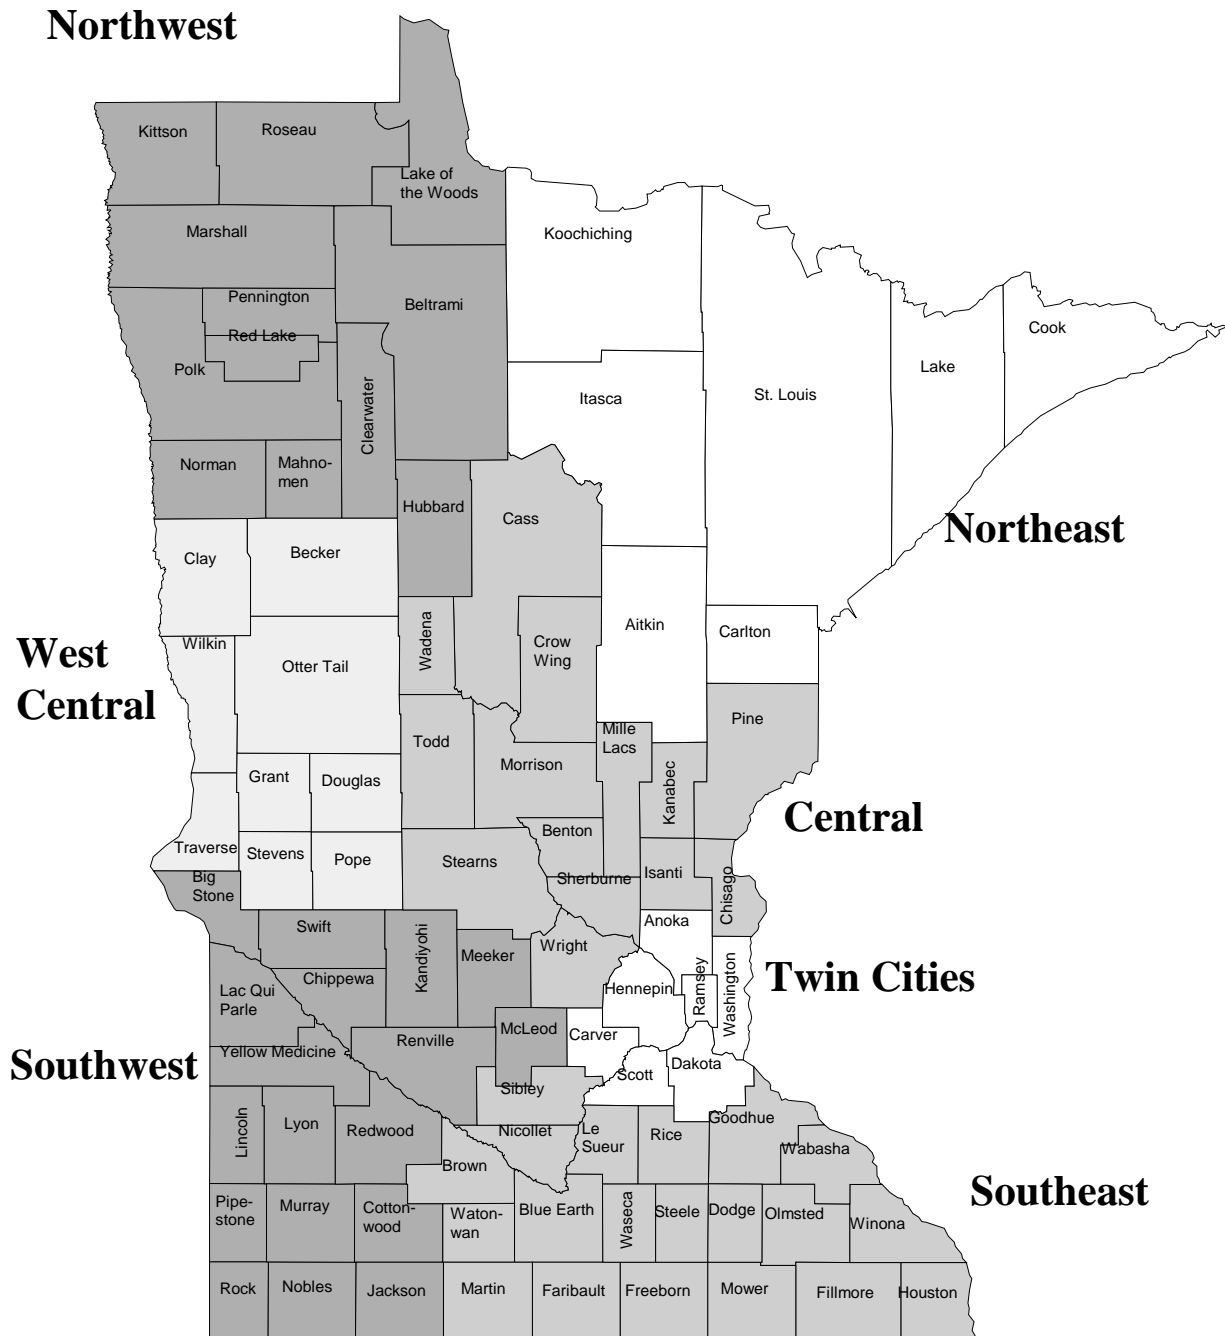 Northwest
Kittson
Roseau
Lake of
the Woods
Marshall
Koochiching
Pennington
Beltrami
Red Lake
Cook
Polk
Lake
St. Louis
Itasca
Clearwater
Norman
Mahno-
men
Hubbard
Cass
Northeast
Clay
Becker
West
Central
Wilkin
Otter Tail
Wadena
Crow
Wing
Aitkin
Carlton
Pine
Todd
Mille
Lacs
Morrison
Kanabec
Grant
Douglas
Central
Benton
Traverse
Stevens
Pope
Stearns
Sherburne
Isanti
Chisago
Big
Stone
Swift
Kandiyohi
Meeker
Wright
Anoka
Twin Cities
Chippewa
Lac Qui
Parle
Hennepin
Ramsey
Washington
Southwest
Yellow Medicine
Renville
McLeod
Carver
Scott
Dakota
Sibley
Lincoln
Lyon
Redwood
Nicollet
Le
Sueur
Rice
Goodhue
Wabasha
Brown
Southeast
Pipe-
stone
Murray
Cotton-
wood
Waton-
wan
Blue Earth
Waseca
Steele
Dodge
Olmsted
Winona
Rock
Nobles
Jackson
Martin
Faribault
Freeborn
Mower
Fillmore
Houston